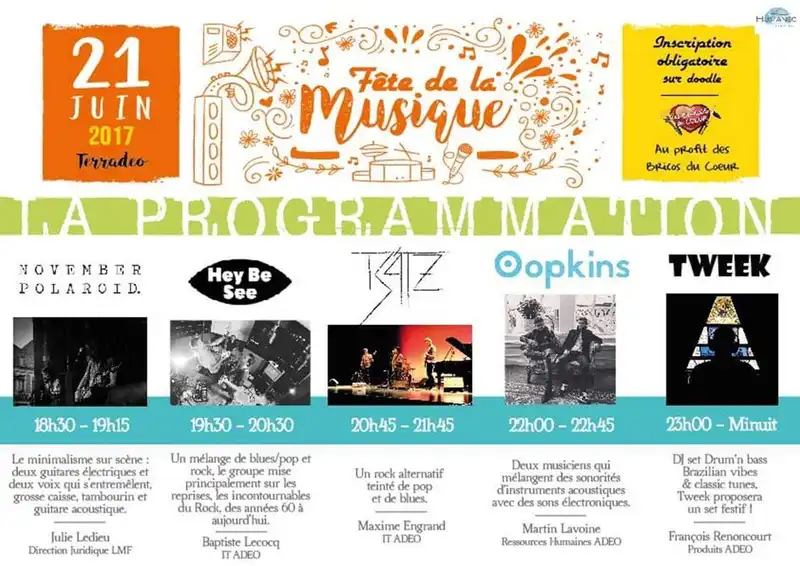 21
JUIN
2017
Terradeo
Fête de la
Musique
Inscription
obligatoire
sur doodle
Au profit des
Bricos du Coeur
LA PROGRAMMATION
NOVEMBER
POLAROID.
18h30 – 19h15
Le minimalisme sur scène :
deux guitares électriques et
deux voix qui s'entremêlent,
grosse caisse, tambourin et
guitare acoustique.
Julie Ledieu
Direction Juridique LMF
Hey Be
See
19h30 – 20h30
Un mélange de blues/pop et
rock, le groupe mise
principalement sur les
reprises, les incontournables
du Rock, des années 60 à
aujourd'hui.
Baptiste Lecocq
IT ADEO
20h45 – 21h45
Un rock alternatif
teinté de pop
et de blues.
Maxime Engrand
IT ADEO
Oopkins
22h00 – 22h45
Deux musiciens qui
mélangent des sonorités
d'instruments acoustiques
avec des sons électroniques.
Martin Lavoine
Ressources Humaines ADEO
TWEEK
23h00 – Minuit
DJ set Drum'n bass
Brazilian vibes
& classic tunes,
Tweek proposera
un set festif !
François Renoncourt
Produits ADEO